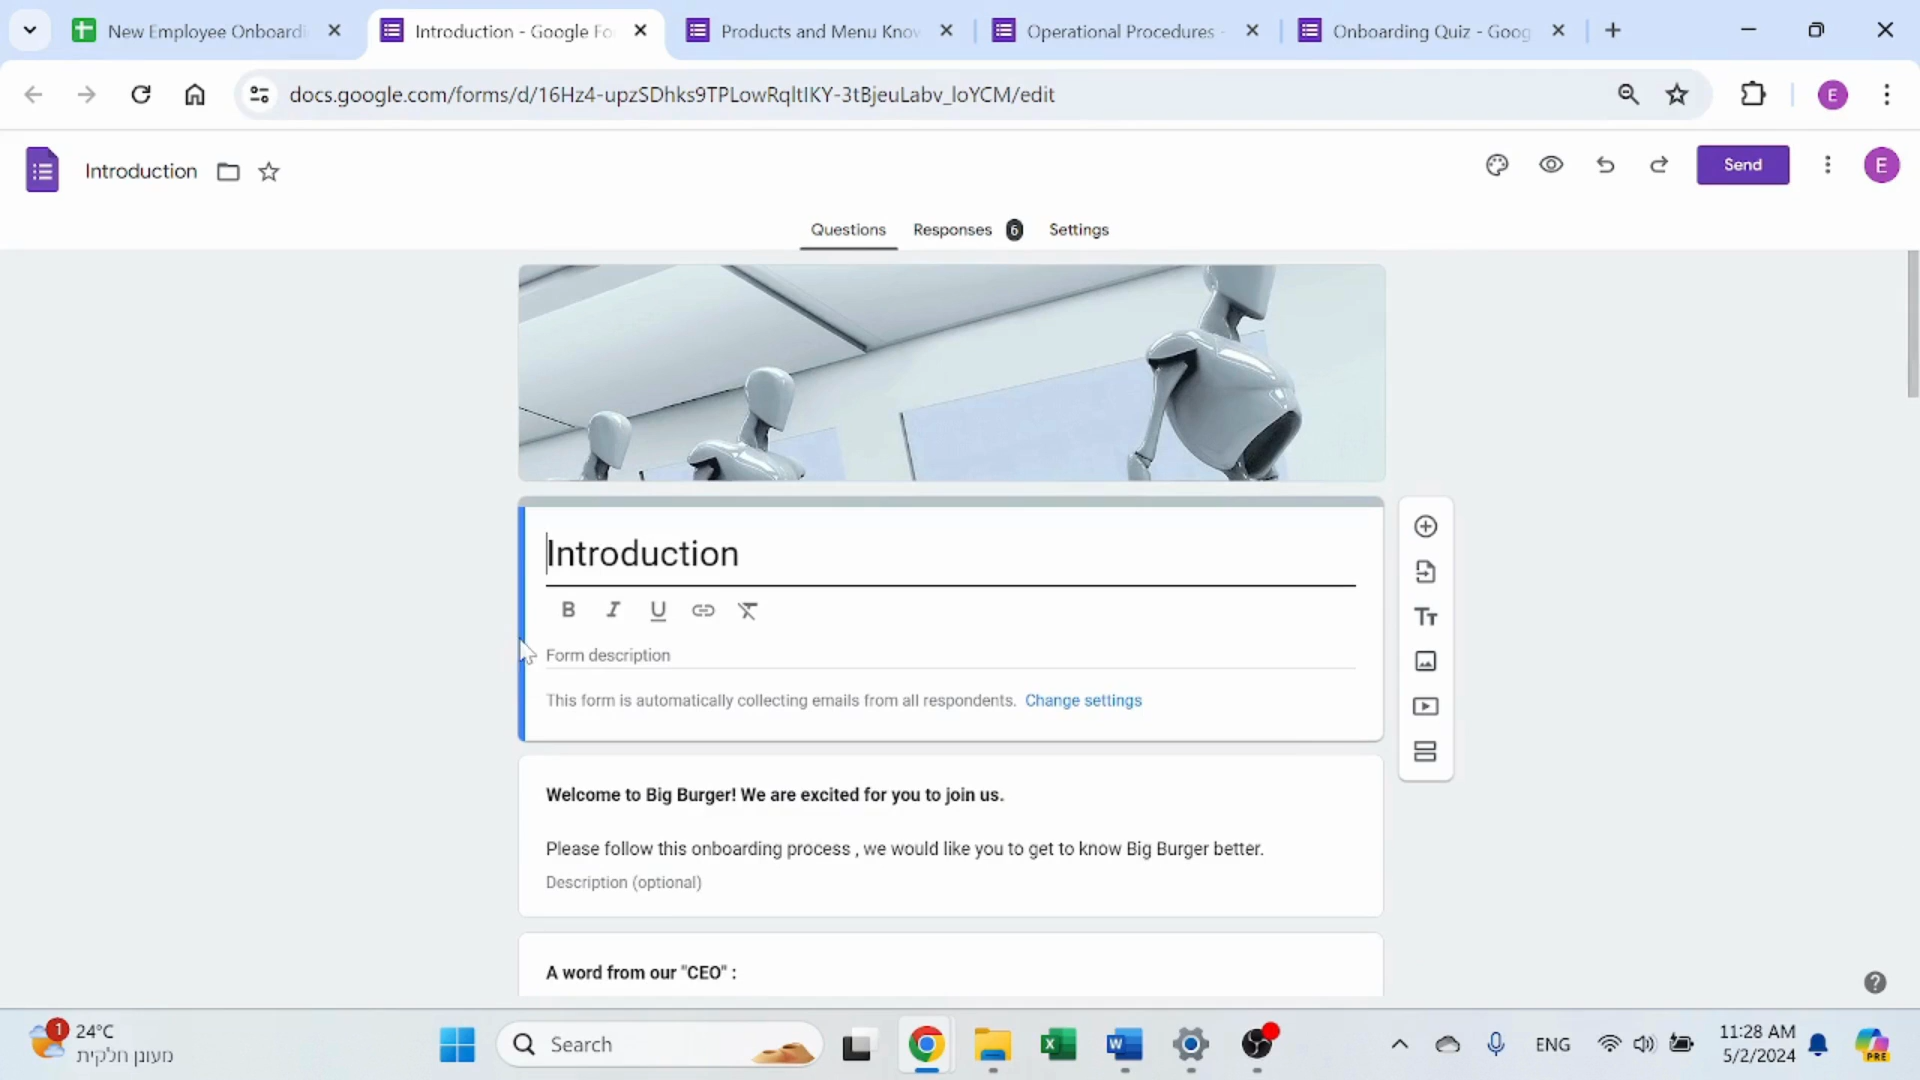 New Employee Onboardi
Introduction - Google Fo
Products and Menu Know
Operational Procedures -
Onboarding Quiz - Goog
docs.google.com/forms/d/16Hz4-upzSDhks9TPLowRqltIKY-3tBjeuLabv_loYCM/edit
E
Introduction
Send
E
Questions
Responses
6
Settings
Introduction
B I U
Form description
This form is automatically collecting emails from all respondents. Change settings
Tт
Welcome to Big Burger! We are excited for you to join us.
Please follow this onboarding process , we would like you to get to know Big Burger better.
Description (optional)
A word from our "CEO" :
1
24°C
מעונן חלקית
Search
ENG
11:28 AM
5/2/2024
PRE